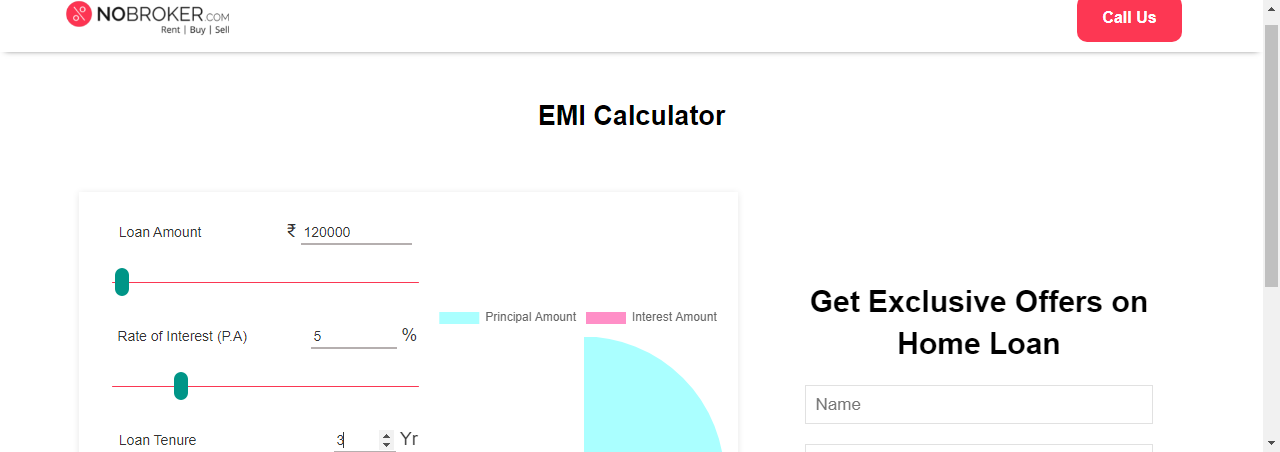 NOBROKER.COM
Rent | Buy | Sell
Call Us
EMI Calculator
Loan Amount ₹ 120000
Rate of Interest (P.A) 5 %
Loan Tenure 3 Yr
Principal Amount Interest Amount
Get Exclusive Offers on
Home Loan
Name